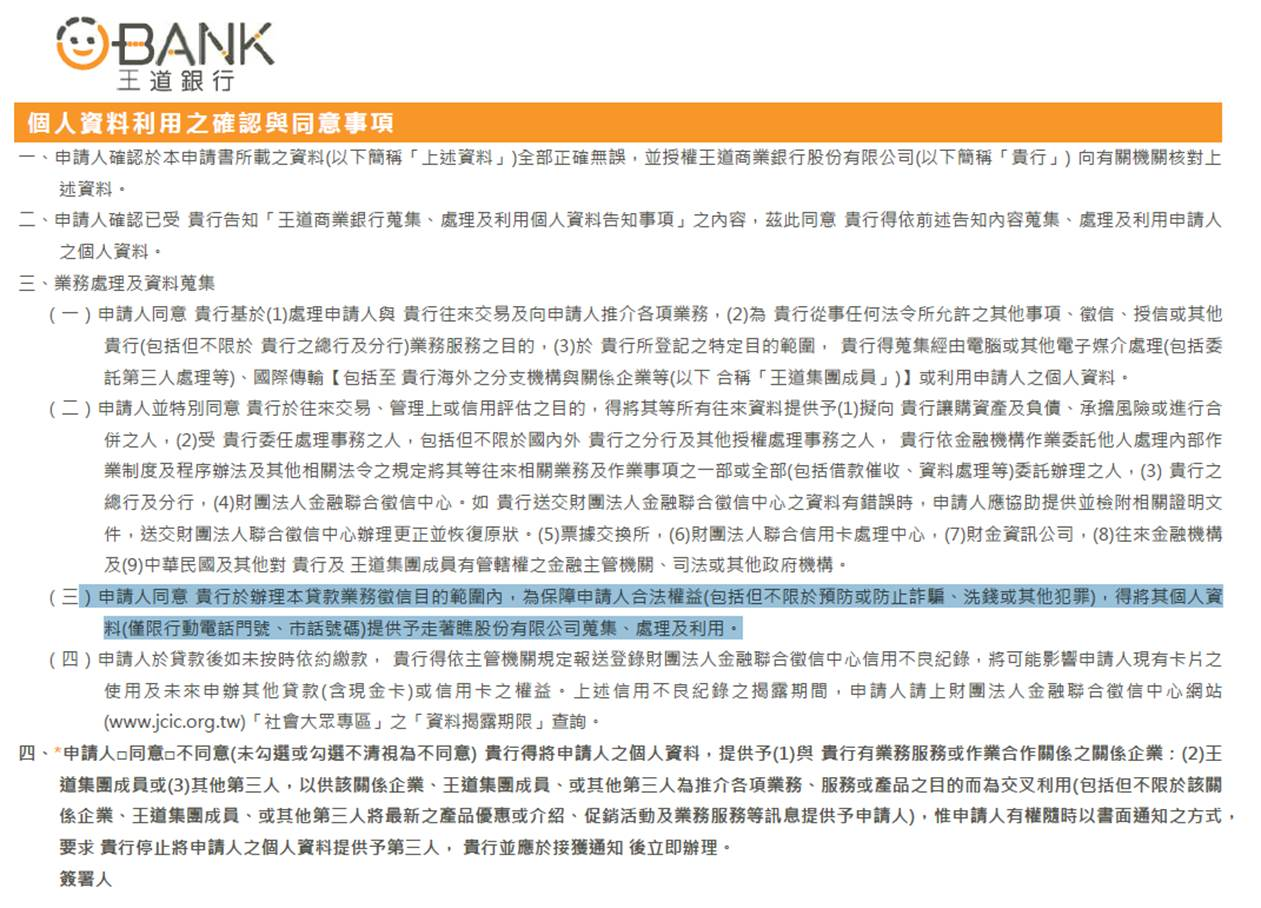 BANK
王道銀行
個人資料利用之確認與同意事項
一、申請人確認於本申請書所載之資料(以下簡稱「上述資料」)全部正確無誤，並授權王道商業銀行股份有限公司(以下簡稱「貴行」) 向有關機關核對上
述資料。
二、申請人確認已受 貴行告知「王道商業銀行蒐集、處理及利用個人資料告知事項」之內容，茲此同意 貴行得依前述告知內容蒐集、處理及利用申請人
之個人資料。
三、業務處理及資料蒐集
(一) 申請人同意 貴行基於(1)處理申請人與 貴行往來交易及向申請人推介各項業務，(2)為 貴行從事任何法令所允許之其他事項、徵信、授信或其他
貴行(包括但不限於 貴行之總行及分行)業務服務之目的，(3)於 貴行所登記之特定目的範圍， 貴行得蒐集經由電腦或其他電子媒介處理(包括委
託第三人處理等)、國際傳輸【包括至 貴行海外之分支機構與關係企業等(以下 合稱「王道集團成員」)】或利用申請人之個人資料。
(二) 申請人並特別同意 貴行於往來交易、管理上或信用評估之目的，得將其等所有往來資料提供予(1)擬向 貴行讓購資產及負債、承擔風險或進行合
併之人，(2)受 貴行委任處理事務之人，包括但不限於國內外 貴行之分行及其他授權處理事務之人， 貴行依金融機構作業委託他人處理內部作
業制度及程序辦法及其他相關法令之規定將其等往來相關業務及作業事項之一部或全部(包括借款催收、資料處理等)委託辦理之人，(3) 貴行之
總行及分行，(4)財團法人金融聯合徵信中心。如 貴行送交財團法人金融聯合徵信中心之資料有錯誤時，申請人應協助提供並檢附相關證明文
件，送交財團法人聯合徵信中心辦理更正並恢復原狀。(5)票據交換所，(6)財團法人聯合信用卡處理中心，(7)財金資訊公司，(8)往來金融機構
及(9)中華民國及其他對 貴行及 王道集團成員有管轄權之金融主管機關、司法或其他政府機構。
(三) 申請人同意 貴行於辦理本貸款業務徵信目的範圍內，為保障申請人合法權益(包括但不限於預防或防止詐騙、洗錢或其他犯罪)，得將其個人資
料(僅限行動電話門號、市話號碼)提供予走著瞧股份有限公司蒐集、處理及利用。
(四) 申請人於貸款後如未按時依約繳款， 貴行得依主管機關規定報送登錄財團法人金融聯合徵信中心信用不良紀錄，將可能影響申請人現有卡片之
使用及未來申辦其他貸款(含現金卡)或信用卡之權益。上述信用不良紀錄之揭露期間，申請人請上財團法人金融聯合徵信中心網站
(www.jcic.org.tw)「社會大眾專區」之「資料揭露期限」查詢。
四、*申請人□同意□不同意(未勾選或勾選不清視為不同意) 貴行得將申請人之個人資料，提供予(1)與 貴行有業務服務或作業合作關係之關係企業：(2)王
道集團成員或(3)其他第三人，以供該關係企業、王道集團成員、或其他第三人為推介各項業務、服務或產品之目的而為交叉利用(包括但不限於該關
係企業、王道集團成員、或其他第三人將最新之產品優惠或介紹、促銷活動及業務服務等訊息提供予申請人)，惟申請人有權隨時以書面通知之方式，
要求 貴行停止將申請人之個人資料提供予第三人， 貴行並應於接獲通知 後立即辦理。
簽署人